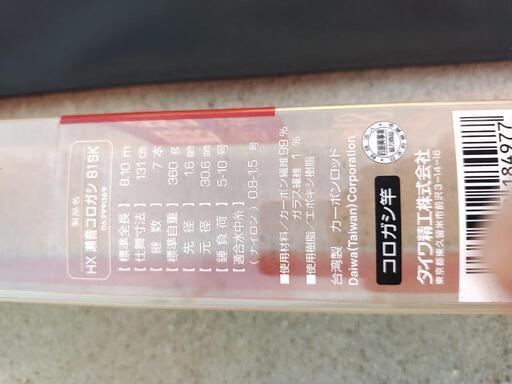 製品名
HX 瀬音コロガシ 81SK
06399069
【標準全長】 8.10 m
【仕舞寸法】 131 cm
【継数】 7 本
【標準自重】 360 g
【先径】 1.6 mm
【元径】 30.6 mm
【錘負荷】 5-10 号
【適合水中糸】
(ナイロン) 0.8-1.5 号
■使用材料/カーボン繊維 99 %
ガラス繊維 1 %
■使用樹脂/エポキシ樹脂
台湾製 カーボンロッド
Daiwa(Taiwan)Corporation
コロガシ竿
ダイワ精工株式会社
東京都東久留米市前沢3-14-16
184977